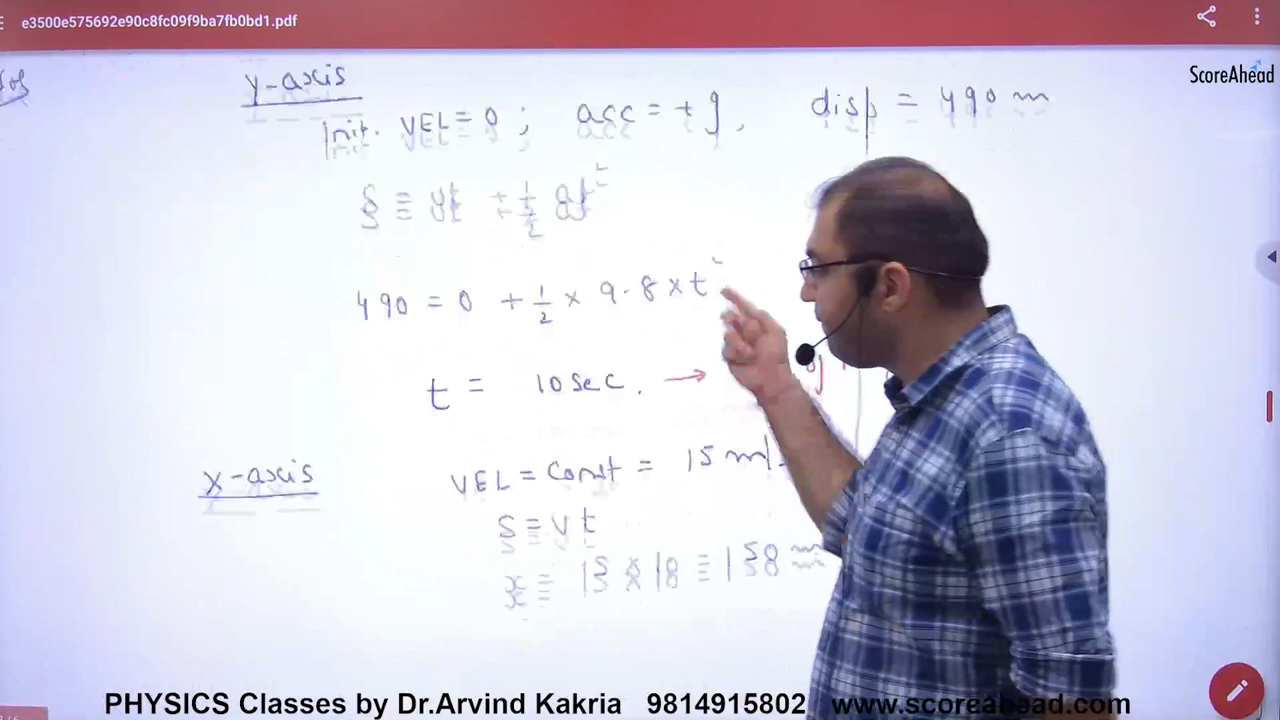 e3500e575692e90c8fc09f9ba7fb0bd1.pdf
ScoreAhead
Sol
y-axis
Init. VEL = 0 ; acc = + g , disp = 490 m
S = ut + 1/2 gt²
490 = 0 + 1/2 × 9.8 × t²
t = 10 Sec . →
x-axis
VEL = Const = 15 m/
S = v t
x = 15 × 10 = 150 m
PHYSICS Classes by Dr.Arvind Kakria 9814915802 www.scoreahead.com